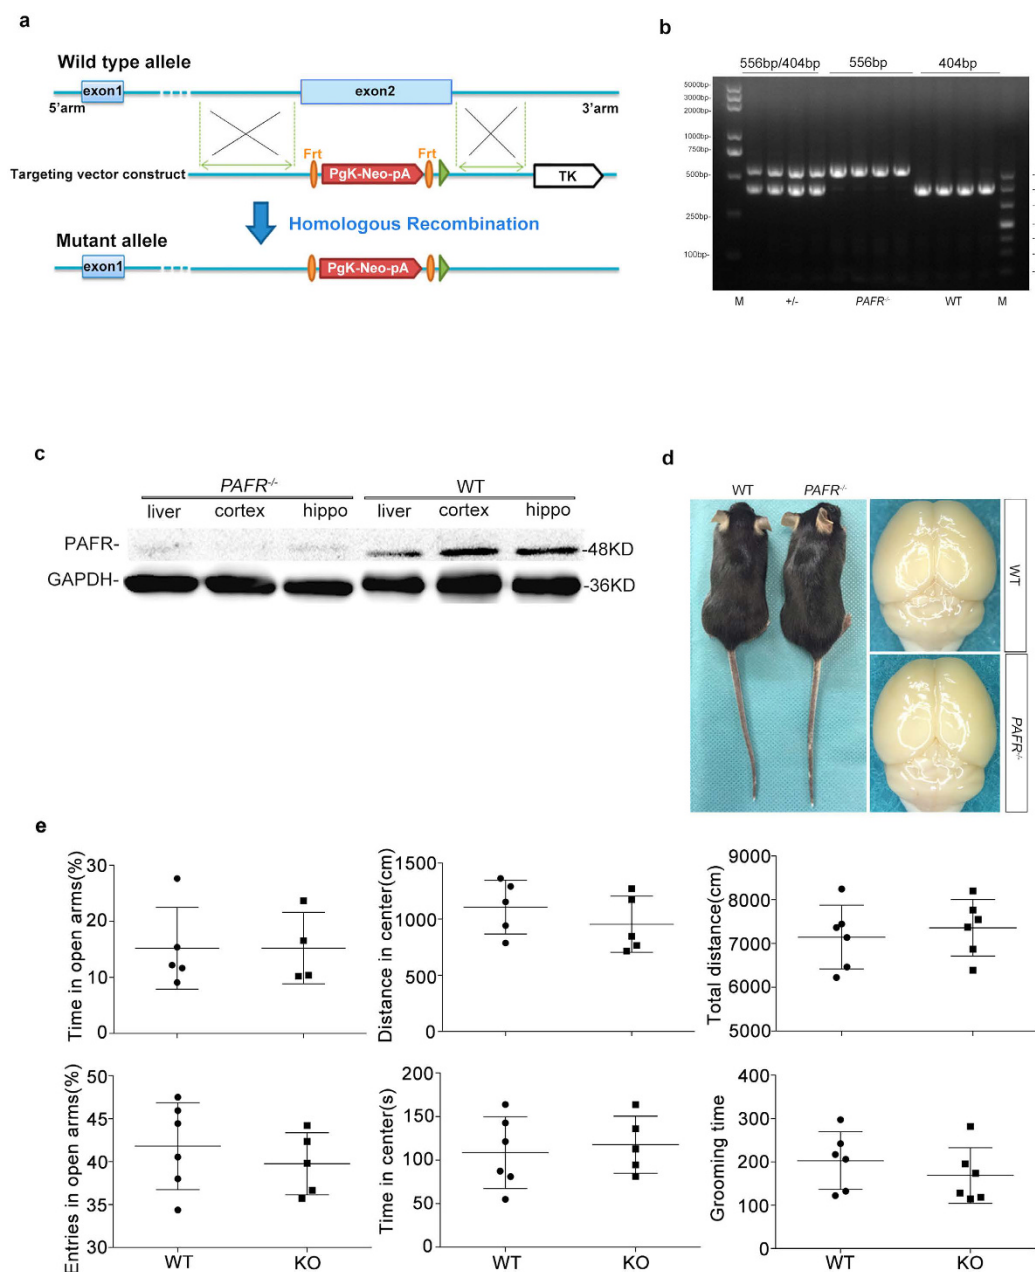 a
Wild type allele
exon1
exon2
5'arm
3'arm
Frt
Frt
Targeting vector construct
PgK-Neo-pA
TK
Homologous Recombination
Mutant allele
exon1
PgK-Neo-pA
b
556bp/404bp
556bp
404bp
5000bp-
3000bp-
2000bp-
1000bp-
750bp-
500bp-
250bp-
100bp-
M
+/-
PAFR-/-
WT
M
c
PAFR-/-
WT
liver
cortex
hippo
liver
cortex
hippo
PAFR-
-48KD
GAPDH-
-36KD
d
WT
PAFR-/-
WT
PAFR-/-
e
Time in open arms(%)
30
20
10
0
Distance in center(cm)
1500
1000
500
0
Total distance(cm)
9000
8000
7000
6000
5000
Entries in open arms(%)
50
45
40
35
30
WT
KO
Time in center(s)
200
150
100
50
0
WT
KO
Grooming time
400
300
200
100
0
WT
KO